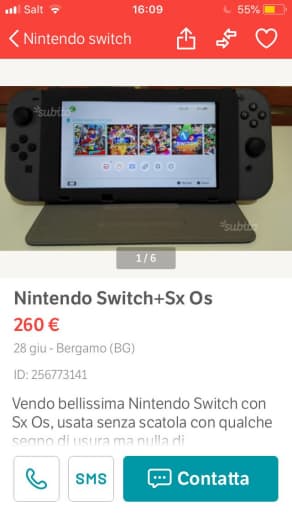 Salt
16:09
55%
Nintendo switch
subito
subito
1 / 6
Nintendo Switch+Sx Os
260 €
28 giu - Bergamo (BG)
ID: 256773141
Vendo bellissima Nintendo Switch con
Sx Os, usata senza scatola con qualche
segno di usura ma nulla di
SMS
Contatta